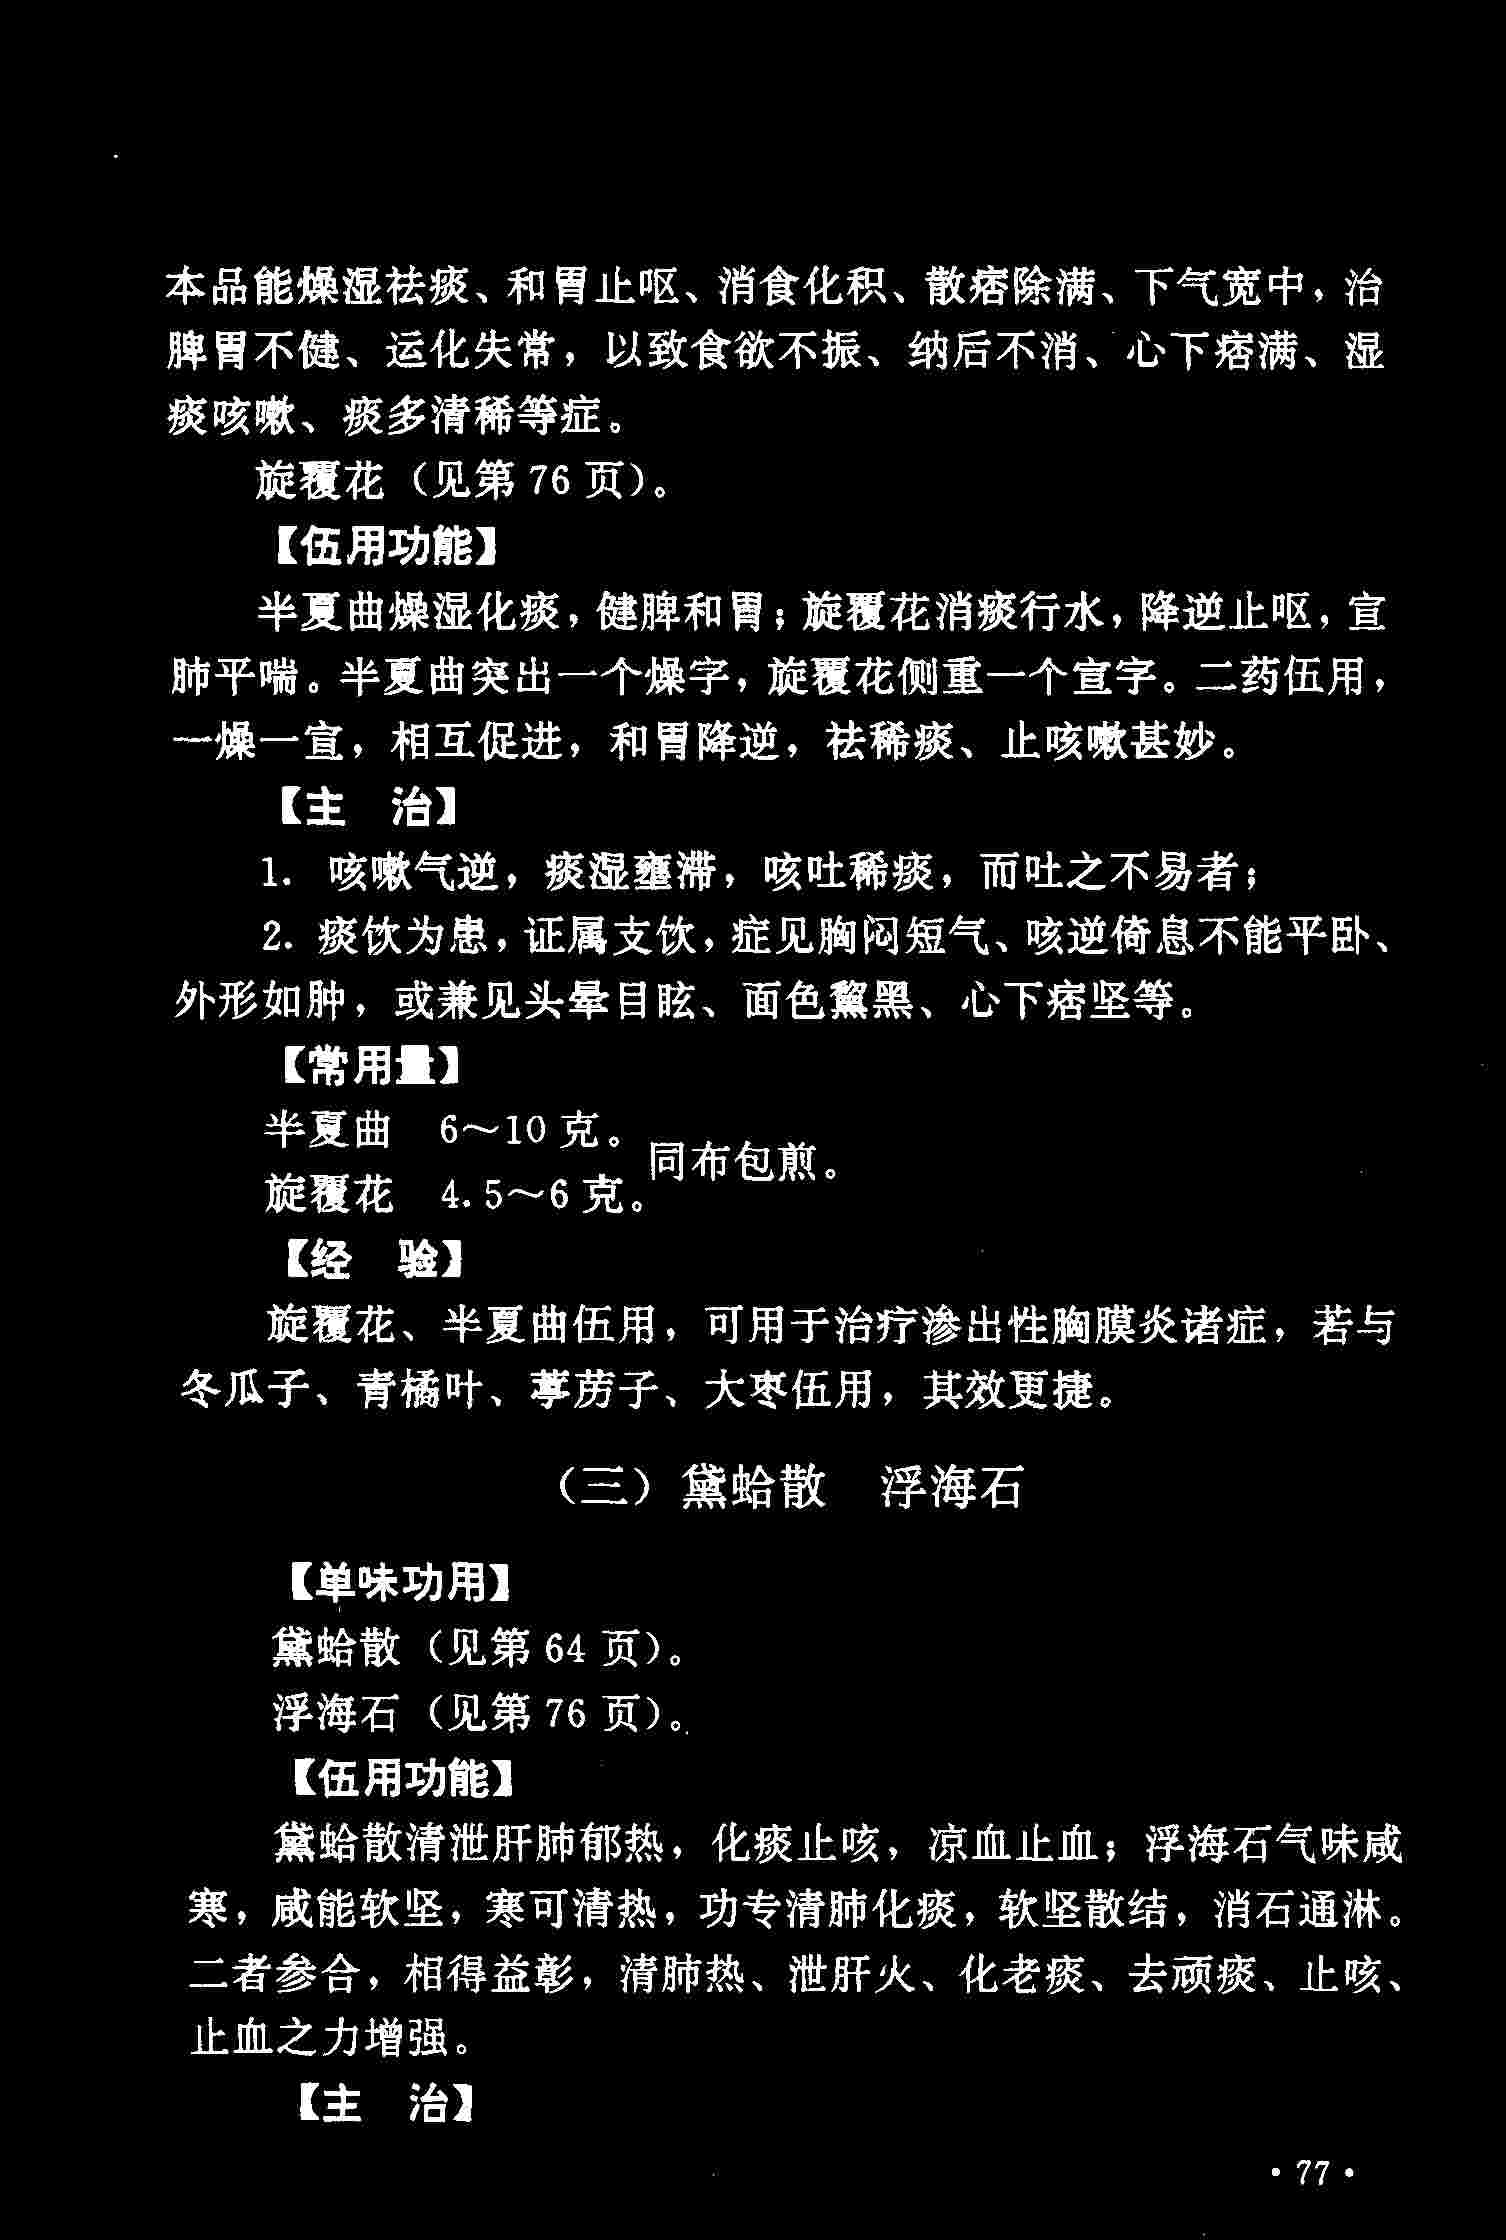 本品能燥湿祛痰、和胃止呕、消食化积、散痞除满、下气宽中，治
脾胃不健、运化失常，以致食欲不振、纳后不消、心下痞满、湿
痰咳嗽、痰多清稀等症。
旋覆花（见第 76 页）。
【伍用功能】
半夏曲燥湿化痰，健脾和胃；旋覆花消痰行水，降逆止呕，宣
肺平喘。半夏曲突出一个燥字，旋覆花侧重一个宣字。二药伍用，
一燥一宣，相互促进，和胃降逆，祛稀痰、止咳嗽甚妙。
【主　治】
1. 咳嗽气逆，痰湿壅滞，咳吐稀痰，而吐之不易者；
2. 痰饮为患，证属支饮，症见胸闷短气、咳逆倚息不能平卧、
外形如肿，或兼见头晕目眩、面色黧黑、心下痞坚等。
【常用量】
半夏曲　6～10 克。
同布包煎。
旋覆花　4.5～6 克。
【经　验】
旋覆花、半夏曲伍用，可用于治疗渗出性胸膜炎诸症，若与
冬瓜子、青橘叶、葶苈子、大枣伍用，其效更捷。
（三）黛蛤散　浮海石
【单味功用】
黛蛤散（见第 64 页）。
浮海石（见第 76 页）。
【伍用功能】
黛蛤散清泄肝肺郁热，化痰止咳，凉血止血；浮海石气味咸
寒，咸能软坚，寒可清热，功专清肺化痰，软坚散结，消石通淋。
二者参合，相得益彰，清肺热、泄肝火、化老痰、去顽痰、止咳、
止血之力增强。
【主　治】
· 77 ·